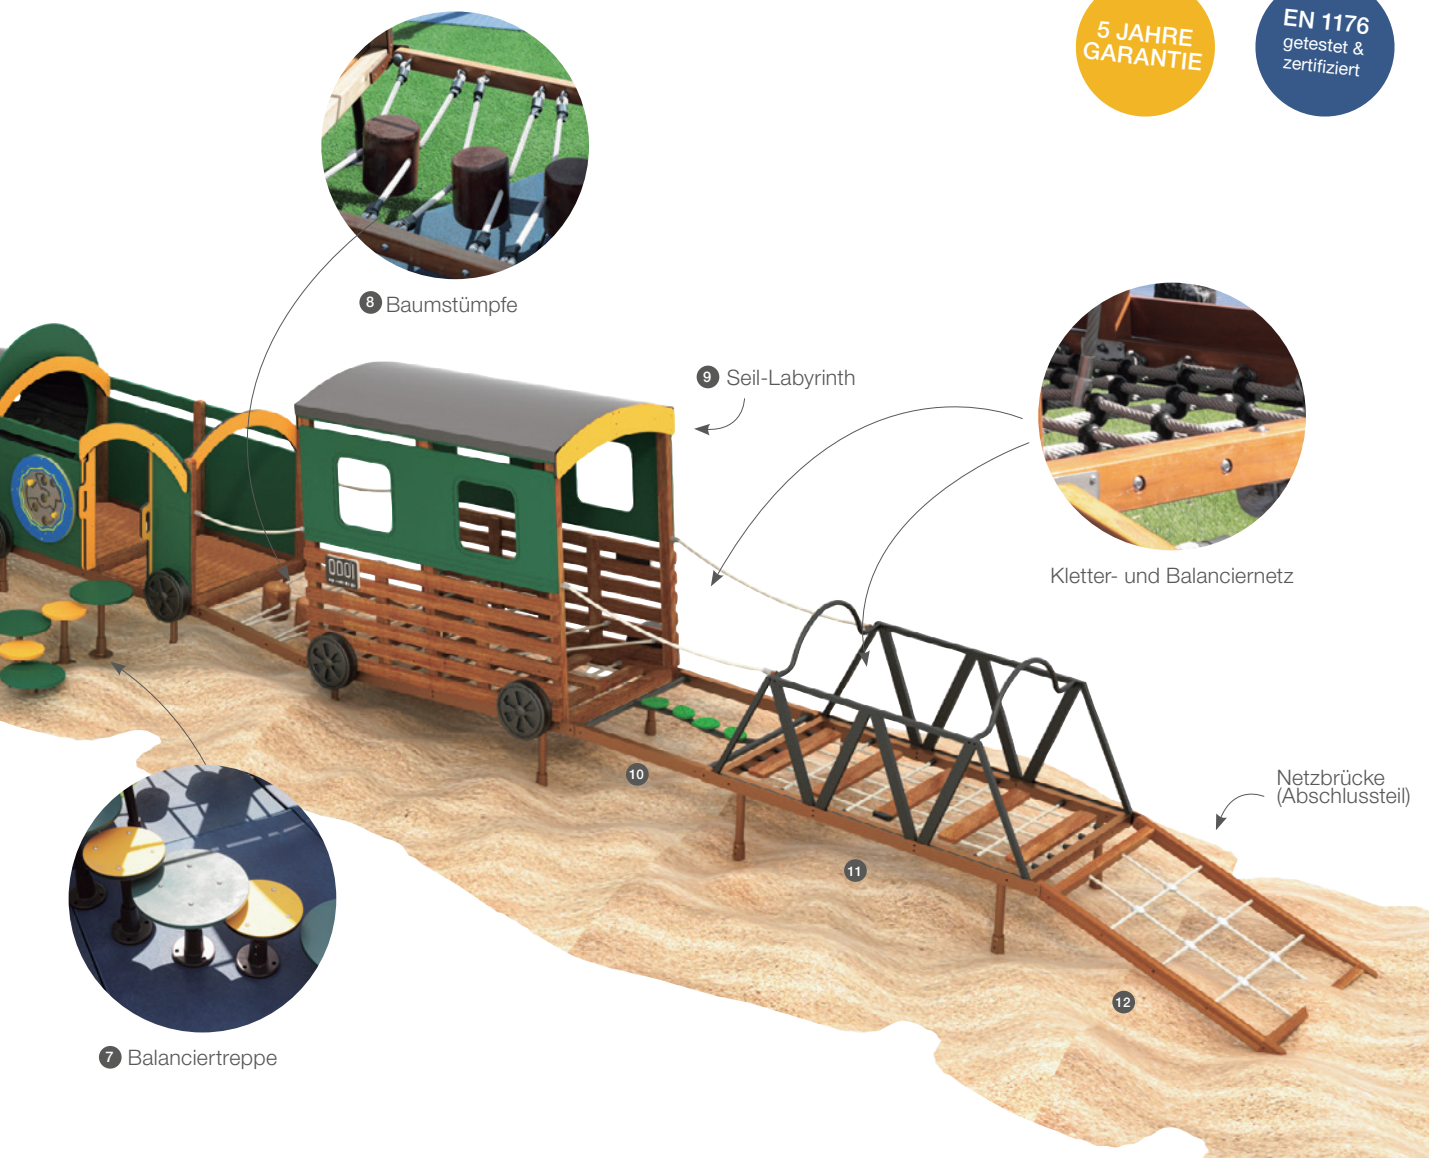 5 JAHRE
GARANTIE
EN 1176
getestet &
zertifiziert
8 Baumstümpfe
9 Seil-Labyrinth
Kletter- und Balanciernetz
0001
10
Netzbrücke
(Abschlussteil)
11
12
7 Balanciertreppe